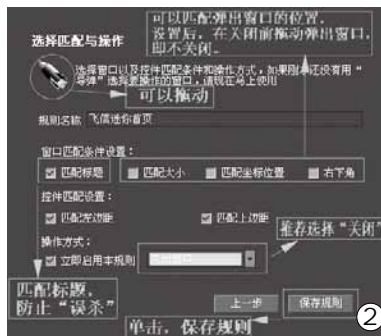 可以匹配弹出窗口的位置。
设置后，在关闭前拖动弹出窗口，
即不关闭。
选择匹配与操作
选择窗口以及控件匹配条件和操作方式，如果刚才还没有用“
导弹”选择要操作的窗口，请现在马上使用
可以拖动
规则名称 飞信迷你首页
窗口匹配条件设置：
匹配标题 匹配大小 匹配坐标位置 右下角
控件匹配设置：
匹配左边距 匹配上边距
操作方式：
推荐选择“关闭”
立即启用本规则
匹配标题，
防止“误杀”
上一步 保存规则
单击，保存规则
2